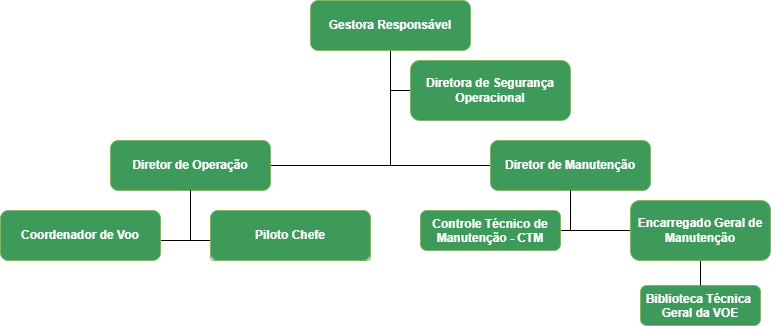 Gestora Responsável
Diretora de Segurança
Operacional
Diretor de Operação
Diretor de Manutenção
Coordenador de Voo
Piloto Chefe
Controle Técnico de
Manutenção - CTM
Encarregado Geral de
Manutenção
Biblioteca Técnica
Geral da VOE